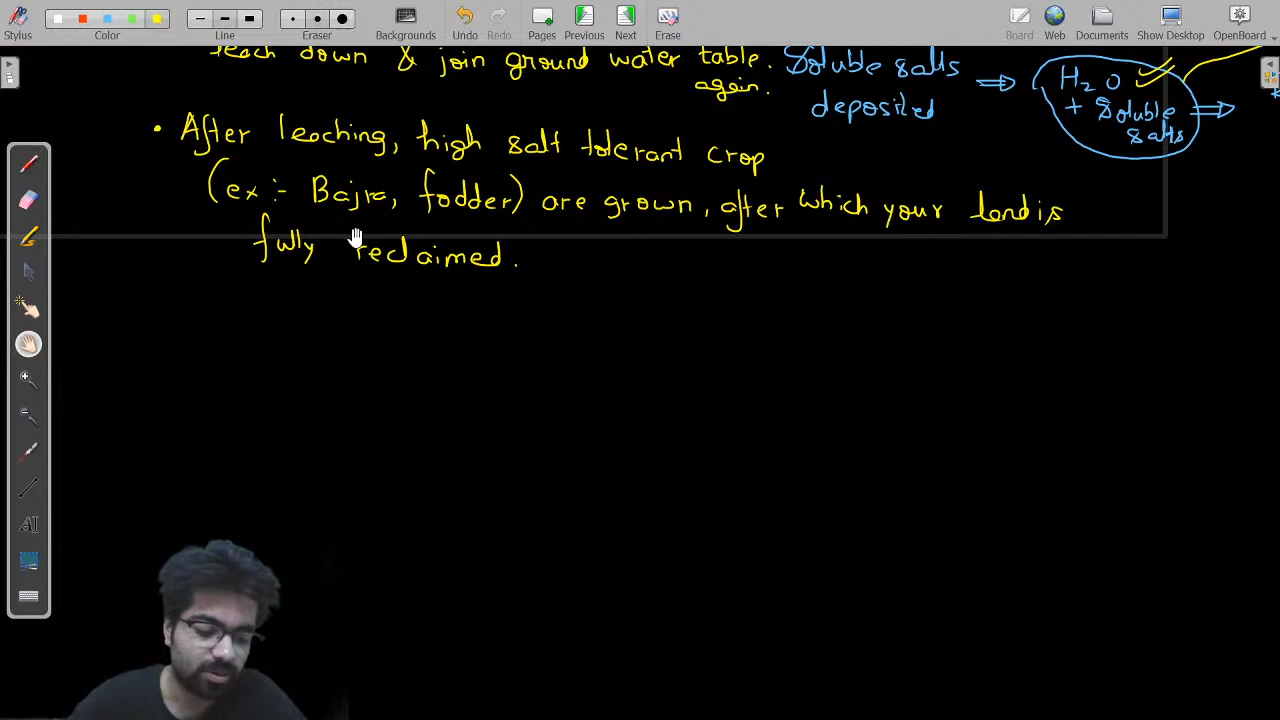 Stylus
Color
Line
Eraser
Backgrounds
Undo
Redo
Pages
Previous
Next
Erase
Board
Web
Documents
Show Desktop
OpenBoard
leach down & join ground water table.
again.
Soluble salts
deposited
H2O
+ Soluble
salts
• After leaching, high salt tolerant crop
(ex :- Bajra, fodder) are grown, after which your land is
fully reclaimed.
AI